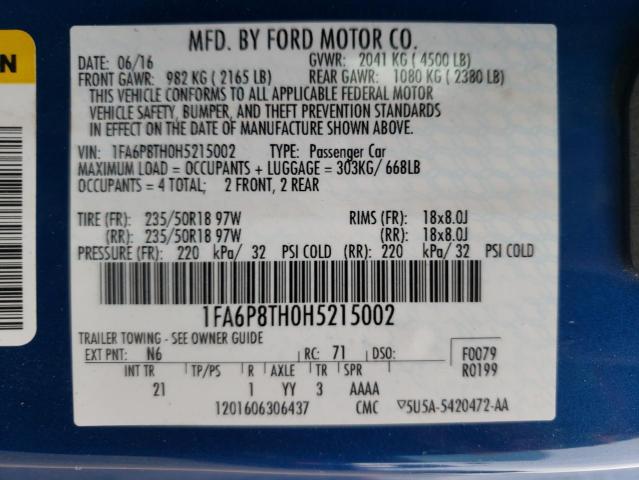 MFD. BY FORD MOTOR CO.
DATE: 06/16 GVWR: 2041 KG ( 4500 LB)
FRONT GAWR: 982 KG ( 2165 LB) REAR GAWR: 1080 KG ( 2380 LB)
THIS VEHICLE CONFORMS TO ALL APPLICABLE FEDERAL MOTOR
VEHICLE SAFETY, BUMPER, AND THEFT PREVENTION STANDARDS
IN EFFECT ON THE DATE OF MANUFACTURE SHOWN ABOVE.
VIN: 1FA6P8TH0H5215002 TYPE: Passenger Car
MAXIMUM LOAD = OCCUPANTS + LUGGAGE = 303KG/ 668LB
OCCUPANTS = 4 TOTAL; 2 FRONT, 2 REAR
TIRE (FR): 235/50R18 97W RIMS (FR): 18x8.0J
(RR): 235/50R18 97W (RR): 18x8.0J
PRESSURE (FR): 220 kPa/ 32 PSI COLD (RR): 220 kPa/ 32 PSI COLD
1FA6P8TH0H5215002
TRAILER TOWING - SEE OWNER GUIDE
EXT PNT: N6 RC: 71 DSO: F0079
INT TR TP/PS R AXLE TR SPR R0199
21 1 YY 3 AAAA
1201606306437 CMC ▽5U5A-5420472-AA